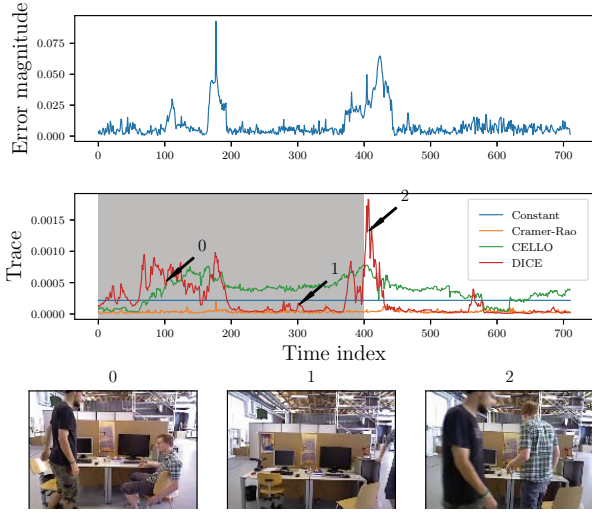 Error magnitude
0.075
0.050
0.025
0.000
0 100 200 300 400 500 600 700
Trace
0.0015
0.0010
0.0005
0.0000
0
1
2
Constant
Cramer-Rao
CELLO
DICE
0 100 200 300 400 500 600 700
Time index
0 1 2